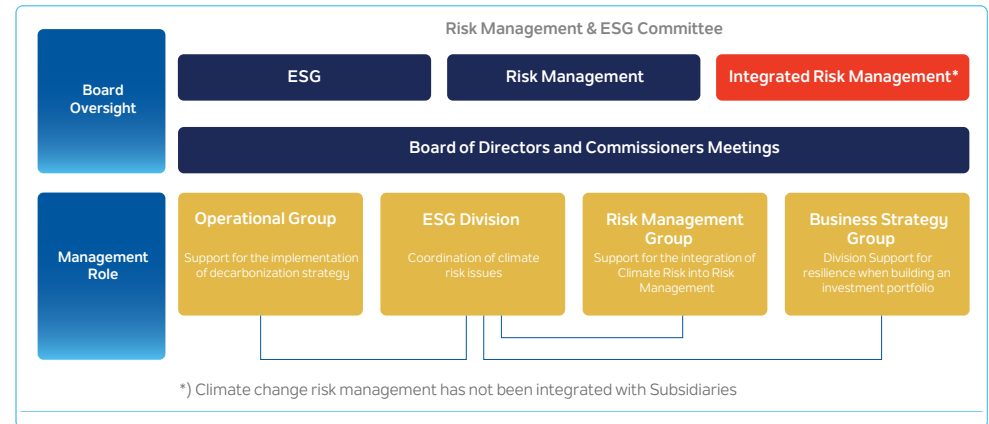 Risk Management & ESG Committee
Board
Oversight
ESG
Risk Management
Integrated Risk Management*
Board of Directors and Commissioners Meetings
Management
Role
Operational Group
Support for the implementation
of decarbonization strategy
ESG Division
Coordination of climate
risk issues
Risk Management
Group
Support for the integration of
Climate Risk into Risk
Management
Business Strategy
Group
Division Support for
resilience when building an
investment portfolio
*) Climate change risk management has not been integrated with Subsidiaries